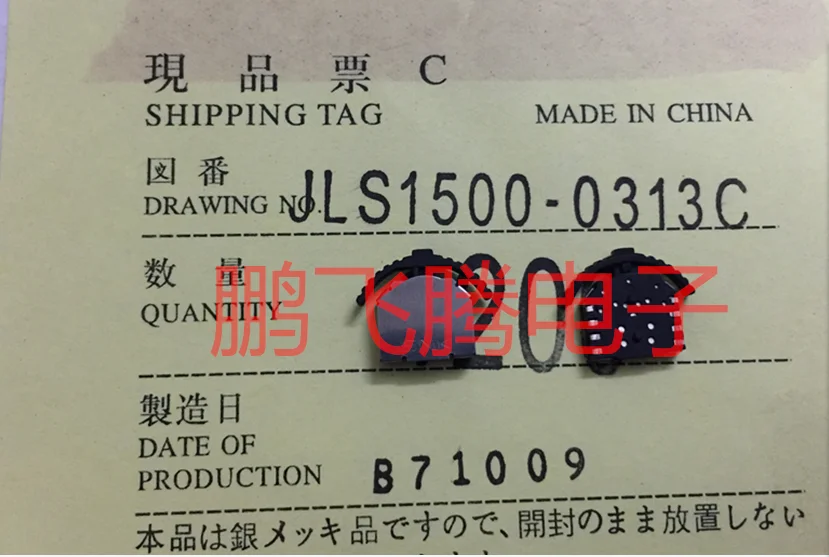 現品票 C
SHIPPING TAG
MADE IN CHINA
図番
DRAWING NO.
JLS1500-0313C
数量
QUANTITY
鹏飞腾电子
製造日
DATE OF
PRODUCTION
B71009
本品は銀メッキ品ですので、開封のまま放置しない